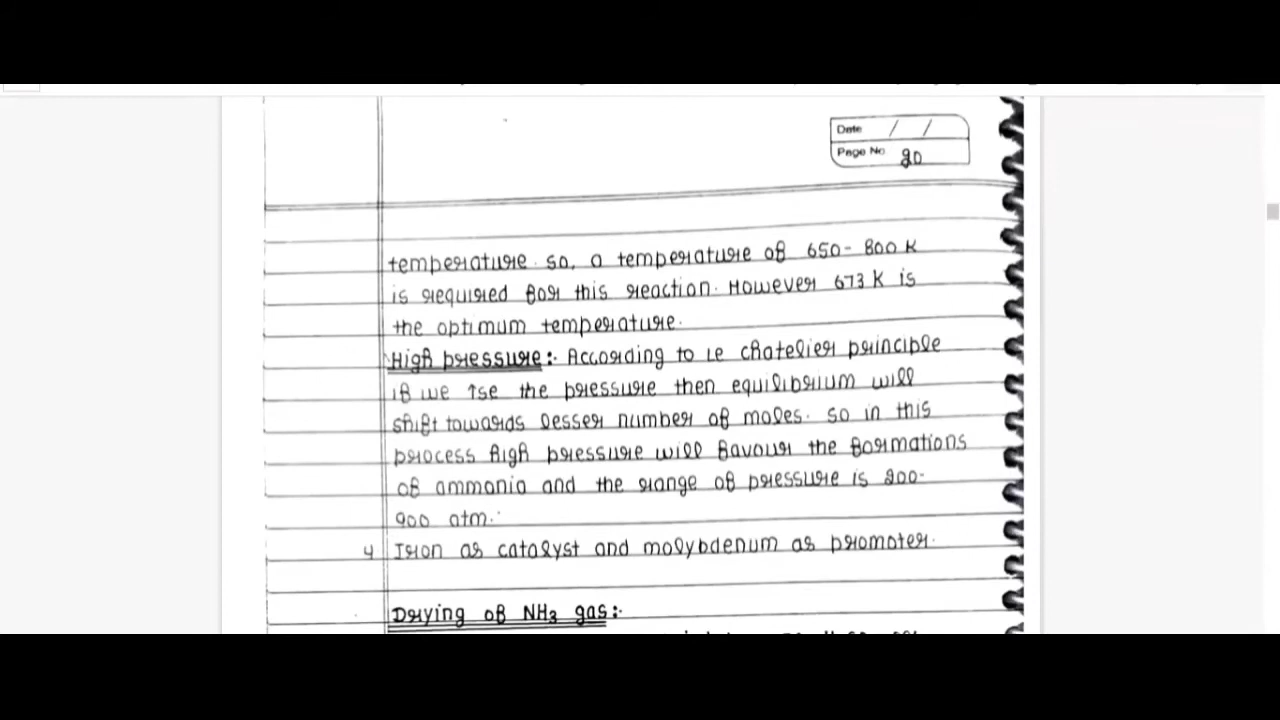 Date / /
Page No. 20
temperature. so, a temperature of 650-800 K
is required for this reaction. However 673 K is
the optimum temperature.
High pressure:- According to le chatelier principle
if we ↑se the pressure then equilibrium will
shift towards lesser number of moles. so in this
process high pressure will favour the formations
of ammonia and the range of pressure is 200-
900 atm.
4 Iron as catalyst and molybdenum as promoter.
Drying of NH3 gas:-